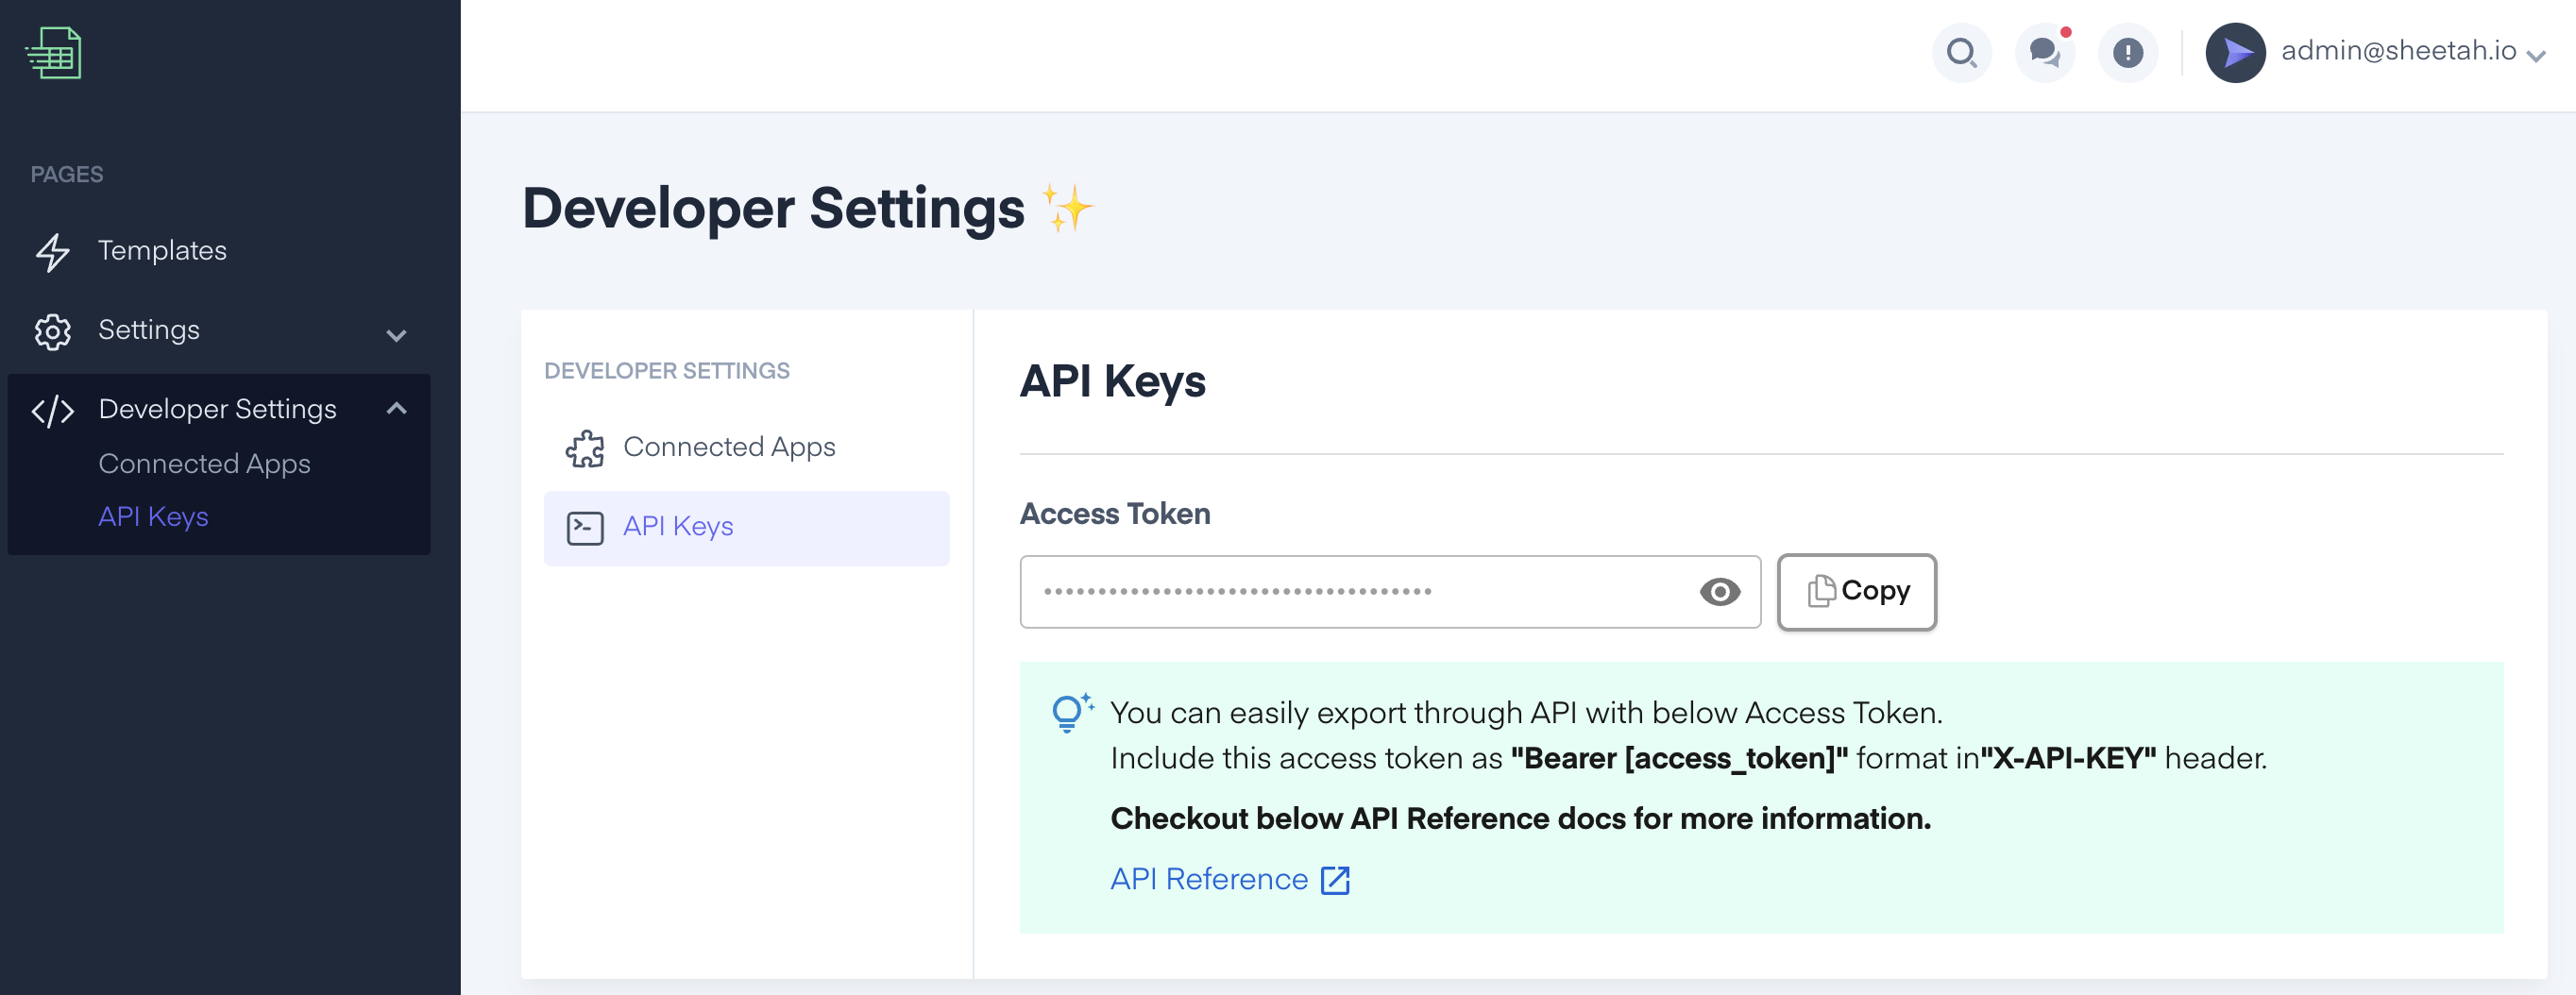 admin@sheetah.io
PAGES
Templates
Settings
Developer Settings
Connected Apps
API Keys
Developer Settings ✨
DEVELOPER SETTINGS
Connected Apps
API Keys
API Keys
Access Token
••••••••••••••••••••••••••••••••••••
Copy
You can easily export through API with below Access Token.
Include this access token as "Bearer [access_token]" format in"X-API-KEY" header.
Checkout below API Reference docs for more information.
API Reference